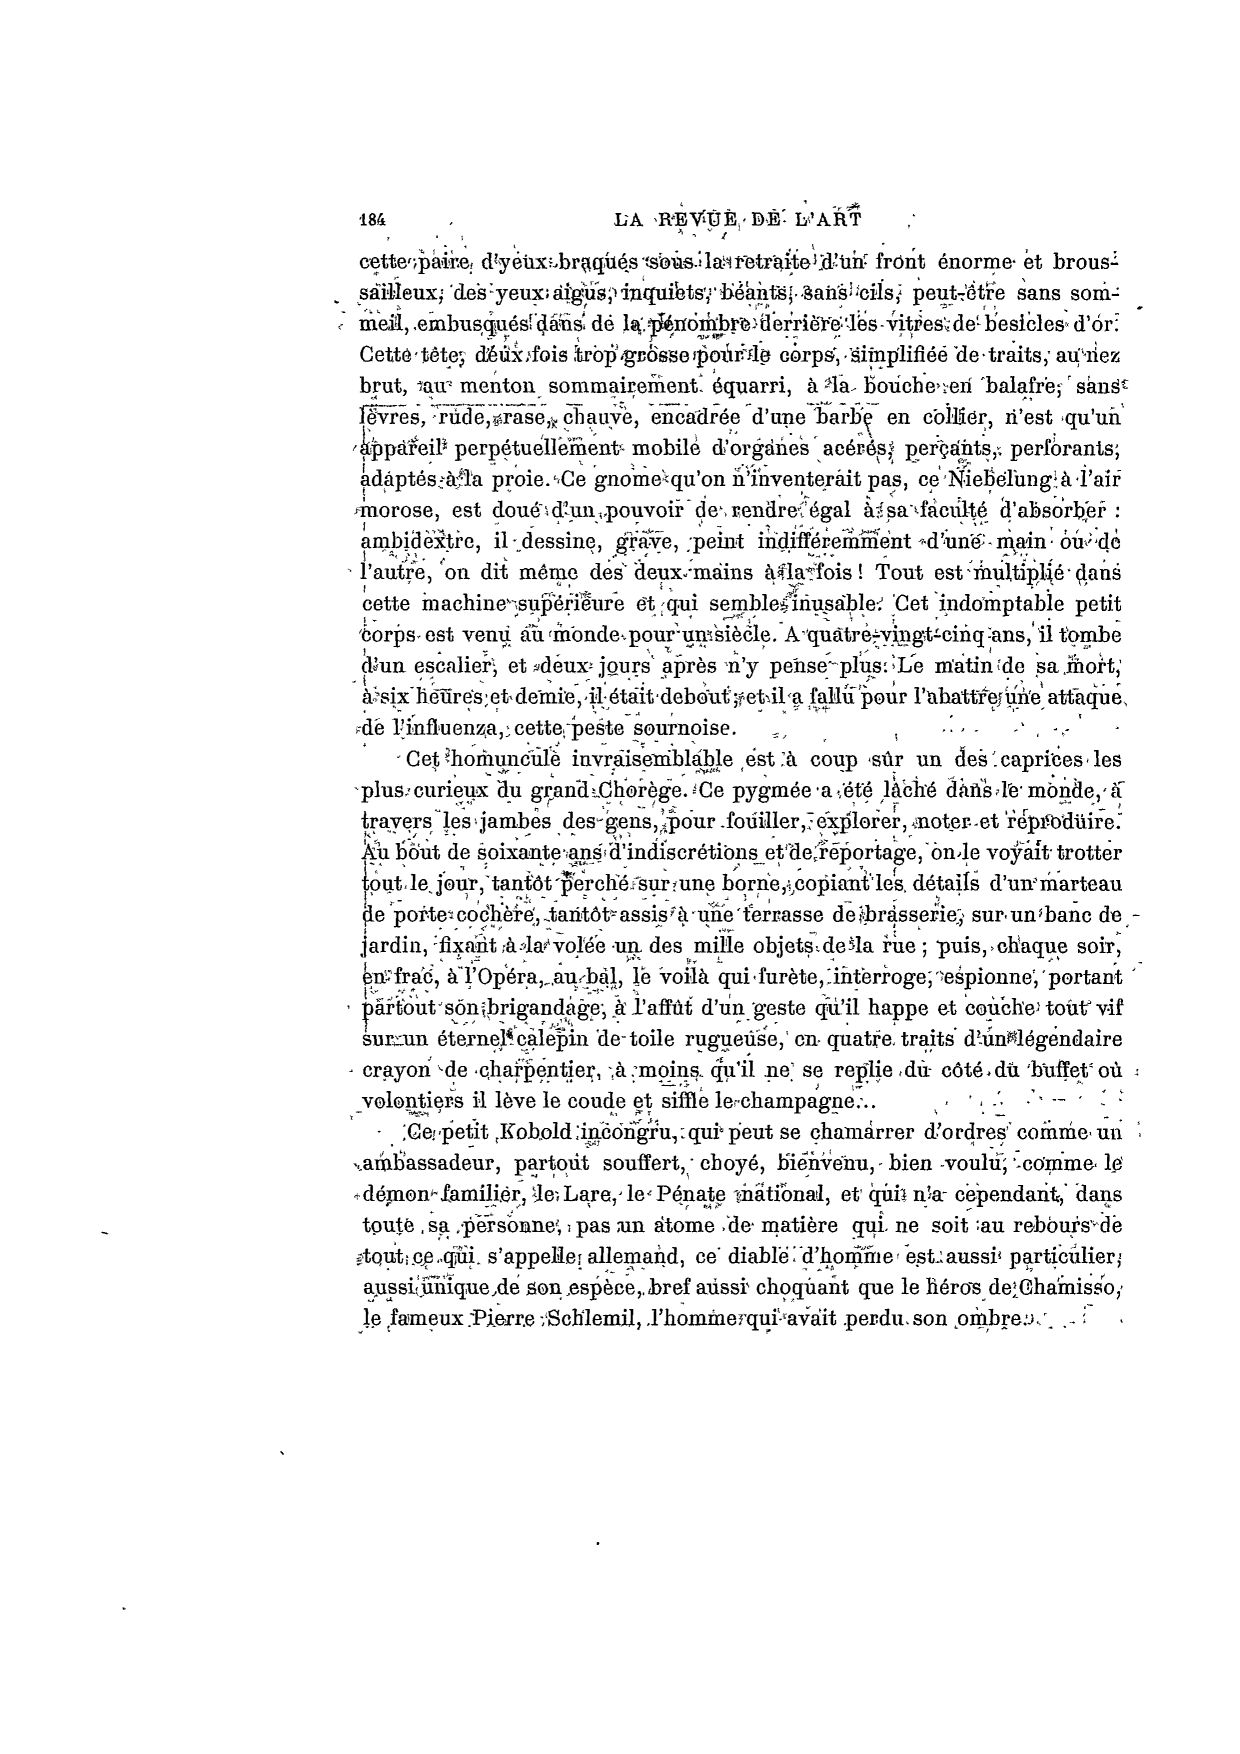 184 LA REVUE DE L'ART
cette paire d'yeux braqués sous la retraite d'un front énorme et brous-
sailleux, des yeux aigus, inquiets, béants, sans cils, peut-être sans som-
meil, embusqués dans de la pénombre derrière les vitres de besicles d'or.
Cette tête, deux fois trop grosse pour le corps, simplifiée de traits, au nez
brut, au menton sommairement équarri, à la bouche en balafre, sans
lèvres, rude, rase, chauve, encadrée d'une barbe en collier, n'est qu'un
appareil perpétuellement mobile d'organes acérés, perçants, perforants,
adaptés à la proie. Ce gnome qu'on n'inventerait pas, ce Niebelung à l'air
morose, est doué d'un pouvoir de rendre égal à sa faculté d'absorber :
ambidextre, il dessine, grave, peint indifféremment d'une main ou de
l'autre, on dit même des deux mains à la fois ! Tout est multiplié dans
cette machine supérieure et qui semble inusable. Cet indomptable petit
corps est venu au monde pour un siècle. A quatre-vingt-cinq ans, il tombe
d'un escalier, et deux jours après n'y pense plus. Le matin de sa mort,
à six heures et demie, il était debout, et il a fallu pour l'abattre une attaque
de l'influenza, cette peste sournoise.
Cet homuncule invraisemblable est à coup sûr un des caprices les
plus curieux du grand Chorège. Ce pygmée a été lâché dans le monde, à
travers les jambes des gens, pour fouiller, explorer, noter et reproduire.
Au bout de soixante ans d'indiscrétions et de reportage, on le voyait trotter
tout le jour, tantôt perché sur une borne, copiant les détails d'un marteau
de porte cochère, tantôt assis à une terrasse de brasserie, sur un banc de
jardin, fixant à la volée un des mille objets de la rue ; puis, chaque soir,
en frac, à l'Opéra, au bal, le voilà qui furète, interroge, espionne, portant
partout son brigandage, à l'affût d'un geste qu'il happe et couche tout vif
sur un éternel calepin de toile rugueuse, en quatre traits d'un légendaire
crayon de charpentier, à moins qu'il ne se replie du côté du buffet où
volontiers il lève le coude et siffle le champagne...
Ce petit Kobold incongru, qui peut se chamarrer d'ordres comme un
ambassadeur, partout souffert, choyé, bienvenu, bien voulu, comme le
démon familier, le Lare, le Pénate national, et qui n'a cependant, dans
toute sa personne, pas un atome de matière qui ne soit au rebours de
tout ce qui s'appelle allemand, ce diable d'homme est aussi particulier,
aussi unique de son espèce, bref aussi choquant que le héros de Chamisso,
le fameux Pierre Schlemil, l'homme qui avait perdu son ombre.